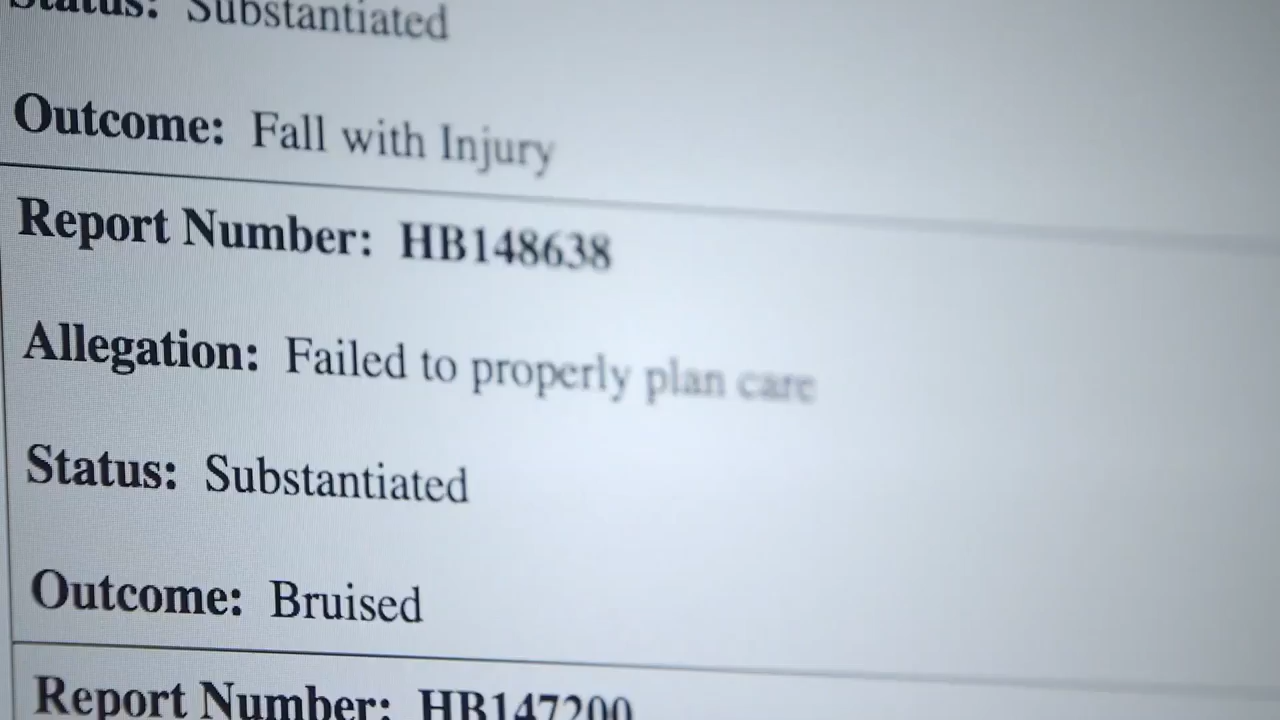 Status: Substantiated
Outcome: Fall with Injury
Report Number: HB148638
Allegation: Failed to properly plan care
Status: Substantiated
Outcome: Bruised
Report Number: HB147200